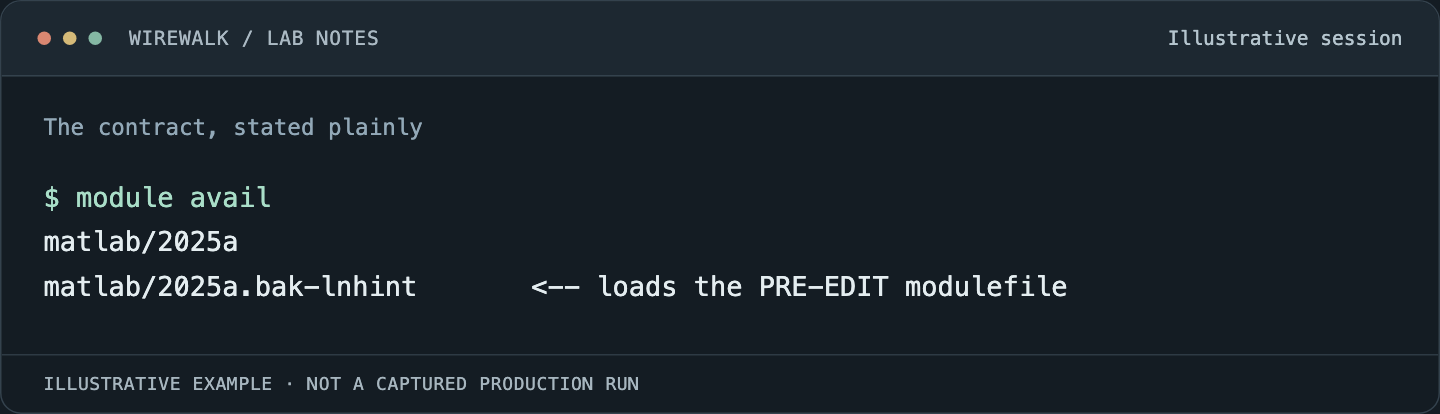 WIREWALK / LAB NOTES
Illustrative session
The contract, stated plainly
$ module avail
matlab/2025a
matlab/2025a.bak-lnhint <-- loads the PRE-EDIT modulefile
ILLUSTRATIVE EXAMPLE · NOT A CAPTURED PRODUCTION RUN